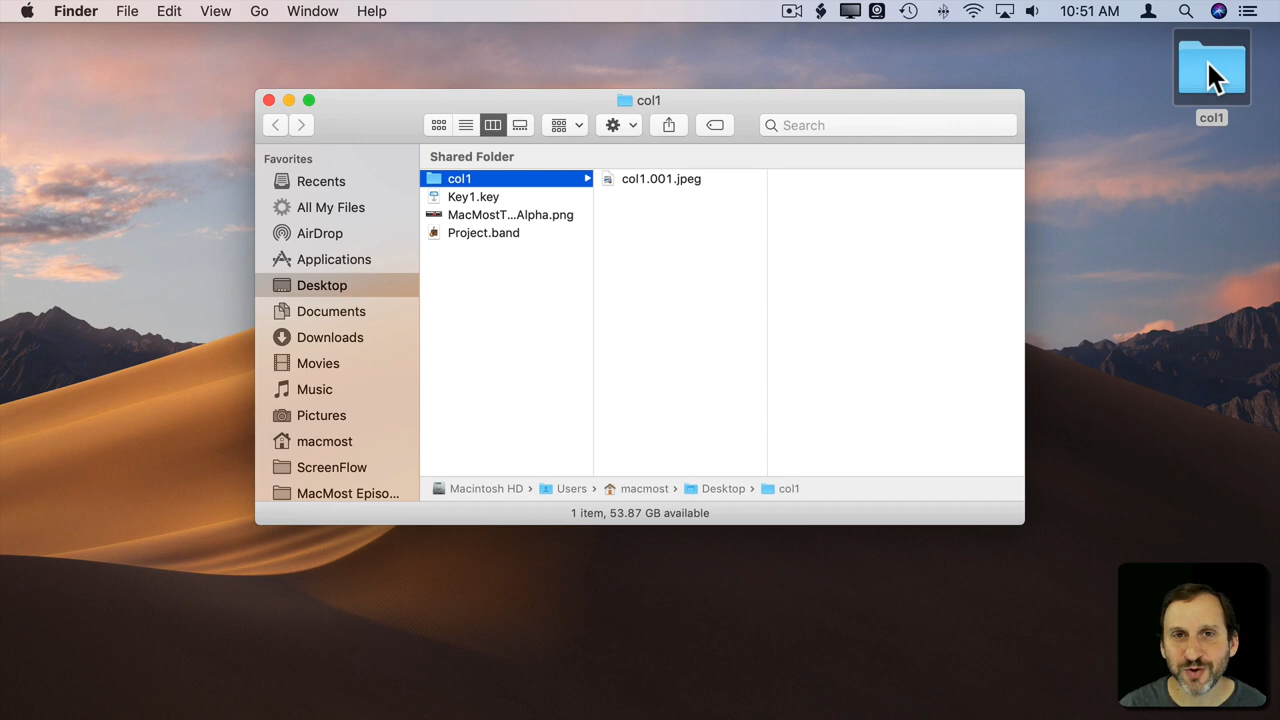 Finder File Edit View Go Window Help 10:51 AM
col1
col1
Search
Favorites
Recents
All My Files
AirDrop
Applications
Desktop
Documents
Downloads
Movies
Music
Pictures
macmost
ScreenFlow
MacMost Episo...
Shared Folder
col1
Key1.key
MacMostT...Alpha.png
Project.band
col1.001.jpeg
Macintosh HD › Users › macmost › Desktop › col1
1 item, 53.87 GB available